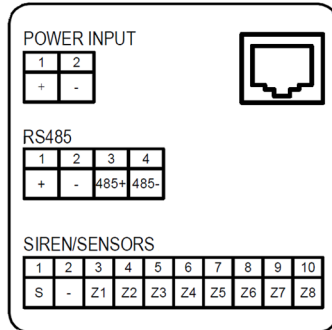 POWER INPUT
1 2
+ -
RS485
1 2 3 4
+ - 485+ 485-
SIREN/SENSORS
1 2 3 4 5 6 7 8 9 10
S - Z1 Z2 Z3 Z4 Z5 Z6 Z7 Z8